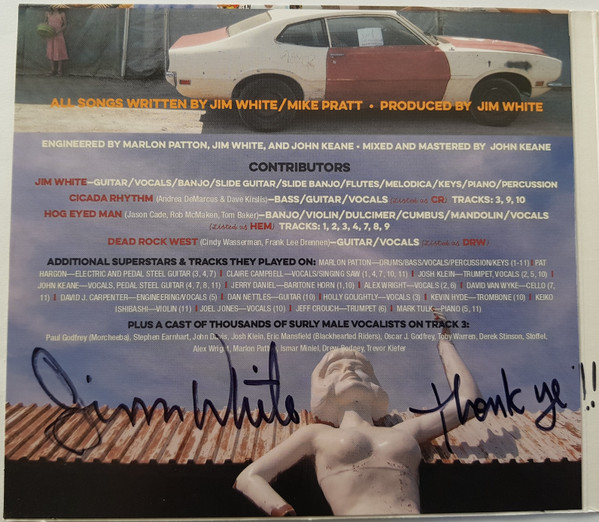 ALL SONGS WRITTEN BY JIM WHITE/MIKE PRATT • PRODUCED BY JIM WHITE
ENGINEERED BY MARLON PATTON, JIM WHITE, AND JOHN KEANE • MIXED AND MASTERED BY JOHN KEANE
CONTRIBUTORS
JIM WHITE—GUITAR/VOCALS/BANJO/SLIDE GUITAR/SLIDE BANJO/FLUTES/MELODICA/KEYS/PIANO/PERCUSSION
CICADA RHYTHM (Andrea DeMarcus & Dave Kirslis)—BASS/GUITAR/VOCALS (Listed as CR) TRACKS: 3, 9, 10
HOG EYED MAN (Jason Cade, Rob McMaken, Tom Baker)—BANJO/VIOLIN/DULCIMER/CUMBUS/MANDOLIN/VOCALS
(Listed as HEM) TRACKS: 1, 2, 3, 4, 7, 8, 9
DEAD ROCK WEST (Cindy Wasserman, Frank Lee Drennen)—GUITAR/VOCALS (Listed as DRW)
ADDITIONAL SUPERSTARS & TRACKS THEY PLAYED ON: MARLON PATTON—DRUMS/BASS/VOCALS/PERCUSSION/KEYS (1-11) | PAT
HARGON—ELECTRIC AND PEDAL STEEL GUITAR (3, 4, 7) | CLAIRE CAMPBELL—VOCALS/SINGING SAW (1, 4, 7, 10, 11) | JOSH KLEIN—TRUMPET, VOCALS (2, 5, 10) |
JOHN KEANE—VOCALS, PEDAL STEEL GUITAR (4, 7, 8, 11) | JERRY DANIEL—BARITONE HORN (1, 10) | ALEX WRIGHT—VOCALS (2, 6) | DAVID VAN WYKE—CELLO (7,
11) | DAVID J. CARPENTER—ENGINEERING/VOCALS (5) | DAN NETTLES—GUITAR (10) | HOLLY GOLIGHTLY—VOCALS (3) | KEVIN HYDE—TROMBONE (10) | KEIKO
ISHIBASHI—VIOLIN (11) | JOEL JONES—VOCALS (10) | JEFF CROUCH—TRUMPET (6) | MARK TULK—PIANO (5, 11)
PLUS A CAST OF THOUSANDS OF SURLY MALE VOCALISTS ON TRACK 3:
Paul Godfrey (Morcheeba), Stephen Earnhart, John Davis, Josh Klein, Eric Mansfield (Blackhearted Riders), Oscar J. Godfrey, Toby Warren, Derek Stinson, Stoffel,
Alex Wright, Marion Patton, Ismar Miniel, Drew Rodney, Trevor Kiefer
Jim White
Thank ye!!